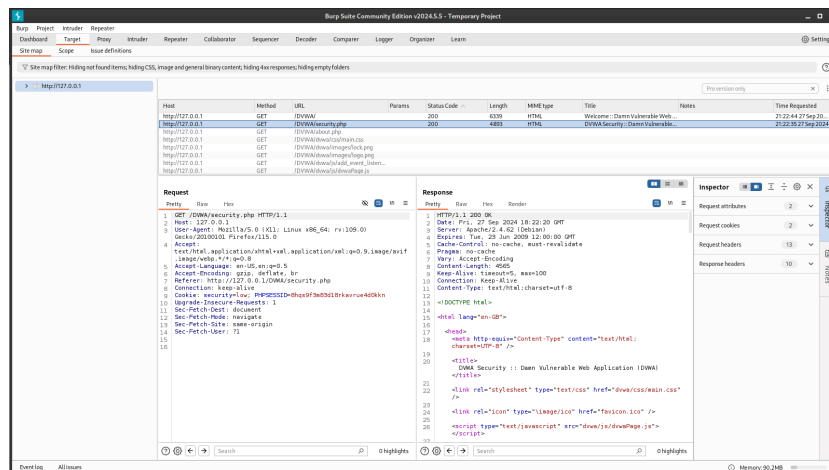 Burp Suite Community Edition v2024.5.5 - Temporary Project
Burp Project Intruder Repeater
Dashboard Target Proxy Intruder Repeater Collaborator Sequencer Decoder Comparer Logger Organizer Learn Setting
Site map Scope Issue definitions
Site map filter: Hiding not found items; hiding CSS, image and general binary content; hiding 4xx responses; hiding empty folders
http://127.0.0.1
Pro version only
Host Method URL Params Status Code Length MIME type Title Notes Time Requested
http://127.0.0.1 GET /DVWA/ 200 6339 HTML Welcome :: Damn Vulnerable Web... 21:22:44 27 Sep 20...
http://127.0.0.1 GET /DVWA/security.php 200 4893 HTML DVWA Security :: Damn Vulnerable... 21:22:35 27 Sep 2024
http://127.0.0.1 GET /DVWA/about.php
http://127.0.0.1 GET /DVWA/dvwa/css/main.css
http://127.0.0.1 GET /DVWA/dvwa/images/lock.png
http://127.0.0.1 GET /DVWA/dvwa/images/logo.png
http://127.0.0.1 GET /DVWA/dvwa/js/add_event_listen...
http://127.0.0.1 GET /DVWA/dvwa/js/dvwaPage.js
Request
Pretty Raw Hex
1 GET /DVWA/security.php HTTP/1.1
2 Host: 127.0.0.1
3 User-Agent: Mozilla/5.0 (X11; Linux x86_64; rv:109.0)
Gecko/20100101 Firefox/115.0
4 Accept:
text/html,application/xhtml+xml,application/xml;q=0.9,image/avif
,image/webp,*/*;q=0.8
5 Accept-Language: en-US,en;q=0.5
6 Accept-Encoding: gzip, deflate, br
7 Referer: http://127.0.0.1/DVWA/security.php
8 Connection: keep-alive
9 Cookie: security=low; PHPSESSID=8hqs9f3m83d18rkavrue4d0kkn
10 Upgrade-Insecure-Requests: 1
11 Sec-Fetch-Dest: document
12 Sec-Fetch-Mode: navigate
13 Sec-Fetch-Site: same-origin
14 Sec-Fetch-User: ?1
15
16
Search 0 highlights
Response
Pretty Raw Hex Render
1 HTTP/1.1 200 OK
2 Date: Fri, 27 Sep 2024 18:22:20 GMT
3 Server: Apache/2.4.62 (Debian)
4 Expires: Tue, 23 Jun 2009 12:00:00 GMT
5 Cache-Control: no-cache, must-revalidate
6 Pragma: no-cache
7 Vary: Accept-Encoding
8 Content-Length: 4565
9 Keep-Alive: timeout=5, max=100
10 Connection: Keep-Alive
11 Content-Type: text/html;charset=utf-8
12
13 <!DOCTYPE html>
14
15 <html lang="en-GB">
16
17 <head>
18 <meta http-equiv="Content-Type" content="text/html;
charset=UTF-8" />
19
20 <title>
DVWA Security :: Damn Vulnerable Web Application (DVWA)
</title>
21
22 <link rel="stylesheet" type="text/css" href="dvwa/css/main.css"
/>
23
24 <link rel="icon" type="\image/ico" href="favicon.ico" />
25
26 <script type="text/javascript" src="dvwa/js/dvwaPage.js">
</script>
27
Search 0 highlights
Inspector
Request attributes 2
Request cookies 2
Request headers 13
Response headers 10
Inspector
Notes
Event log All issues Memory: 90.2MB